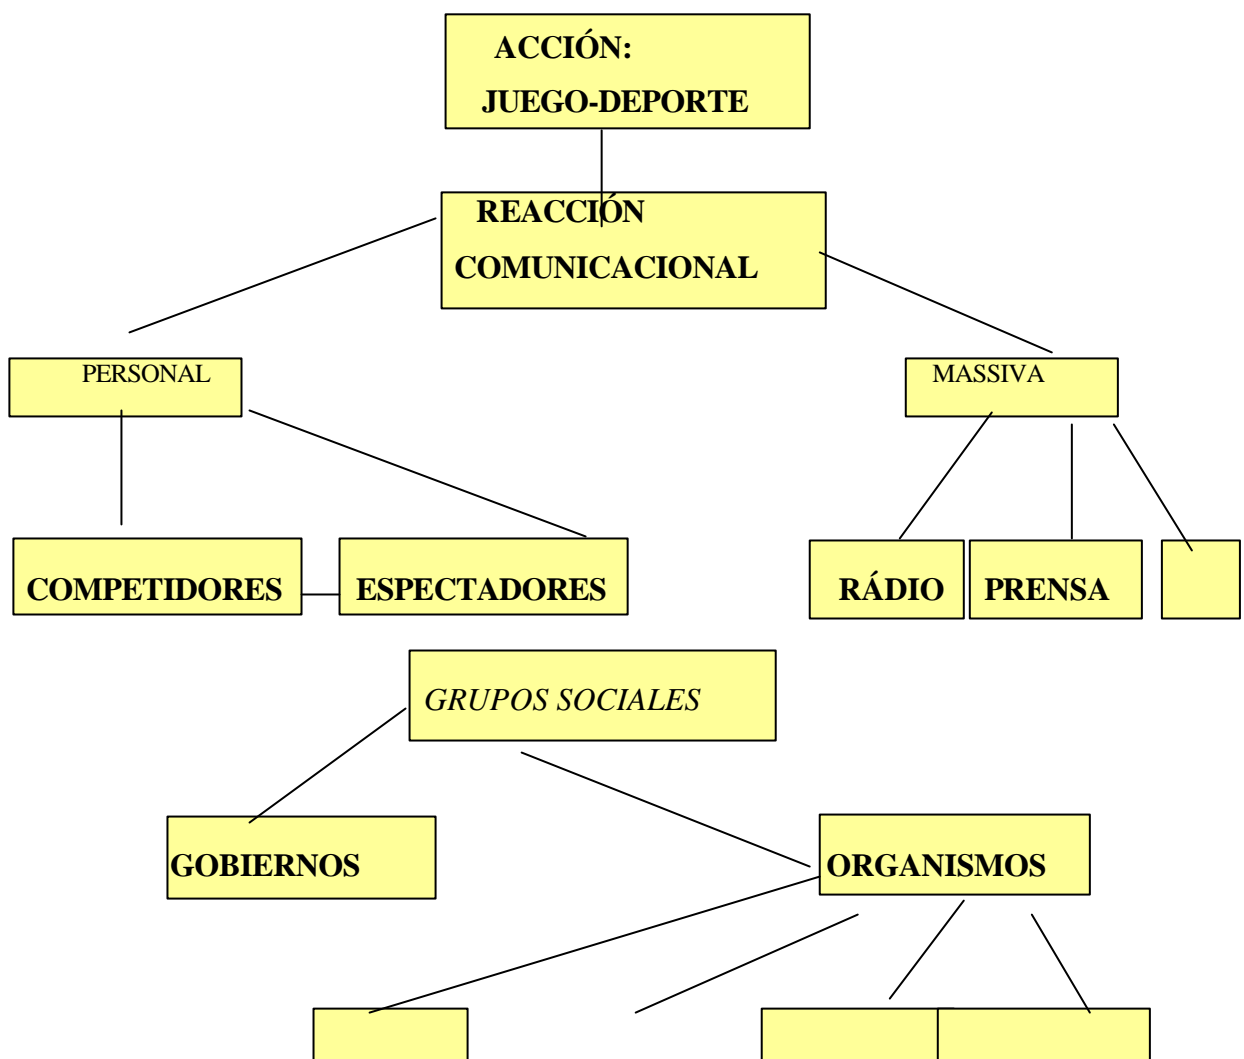 ACCIÓN:
JUEGO-DEPORTE
REACCIÓN
COMUNICACIONAL
PERSONAL
MASSIVA
COMPETIDORES
ESPECTADORES
RÁDIO
PRENSA
GRUPOS SOCIALES
GOBIERNOS
ORGANISMOS